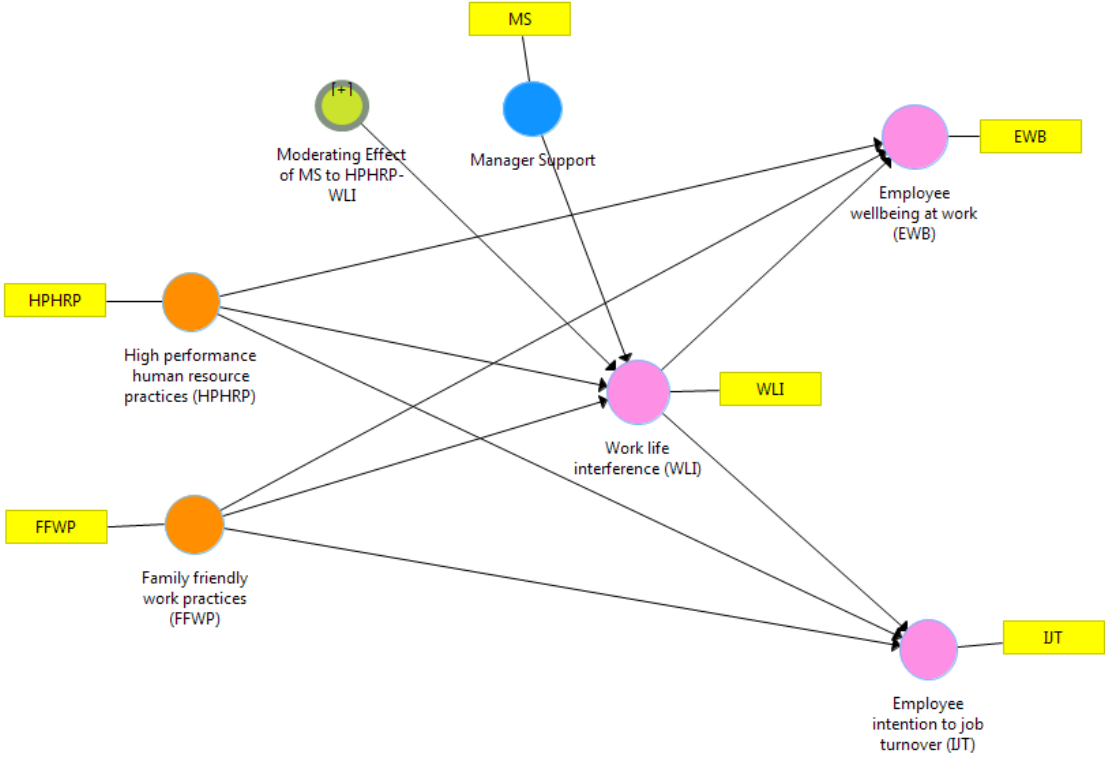 MS
[+]
Moderating Effect
of MS to HPHRP-
WLI
Manager Support
EWB
Employee
wellbeing at work
(EWB)
HPHRP
High performance
human resource
practices (HPHRP)
WLI
Work life
interference (WLI)
FFWP
Family friendly
work practices
(FFWP)
IJT
Employee
intention to job
turnover (IJT)